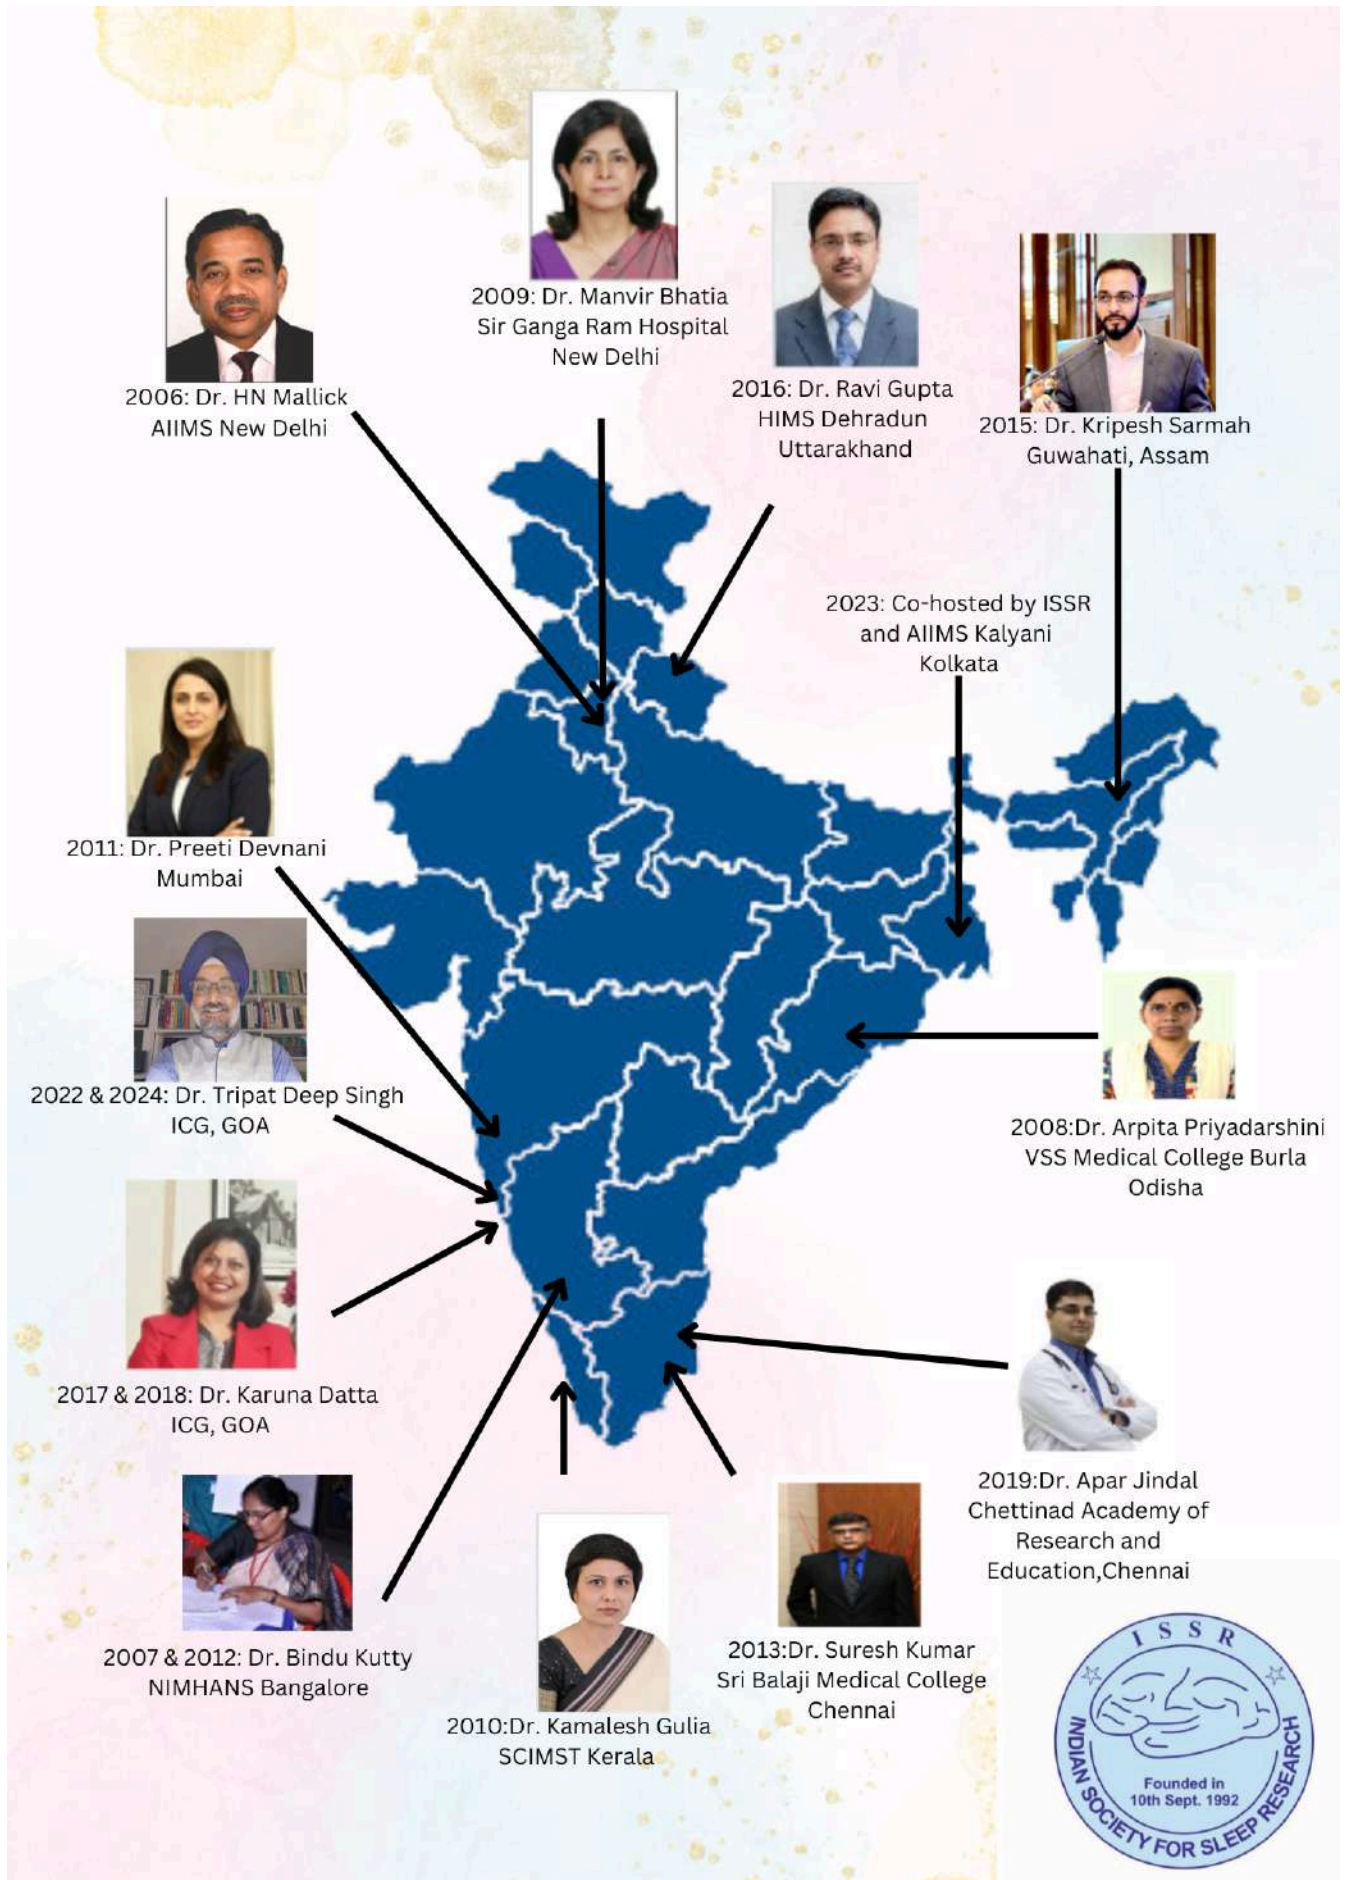 2009: Dr. Manvir Bhatia
Sir Ganga Ram Hospital
New Delhi
2006: Dr. HN Mallick
AIIMS New Delhi
2016: Dr. Ravi Gupta
HIMS Dehradun
Uttarakhand
2015: Dr. Kripesh Sarmah
Guwahati, Assam
2023: Co-hosted by ISSR
and AIIMS Kalyani
Kolkata
2011: Dr. Preeti Devnani
Mumbai
2022 & 2024: Dr. Tripat Deep Singh
ICG, GOA
2008:Dr. Arpita Priyadarshini
VSS Medical College Burla
Odisha
2017 & 2018: Dr. Karuna Datta
ICG, GOA
2019:Dr. Apar Jindal
Chettinad Academy of
Research and
Education,Chennai
2007 & 2012: Dr. Bindu Kutty
NIMHANS Bangalore
2013:Dr. Suresh Kumar
Sri Balaji Medical College
Chennai
2010:Dr. Kamalesh Gulia
SCIMST Kerala
ISSR
Founded in
10th Sept. 1992
INDIAN SOCIETY FOR SLEEP RESEARCH